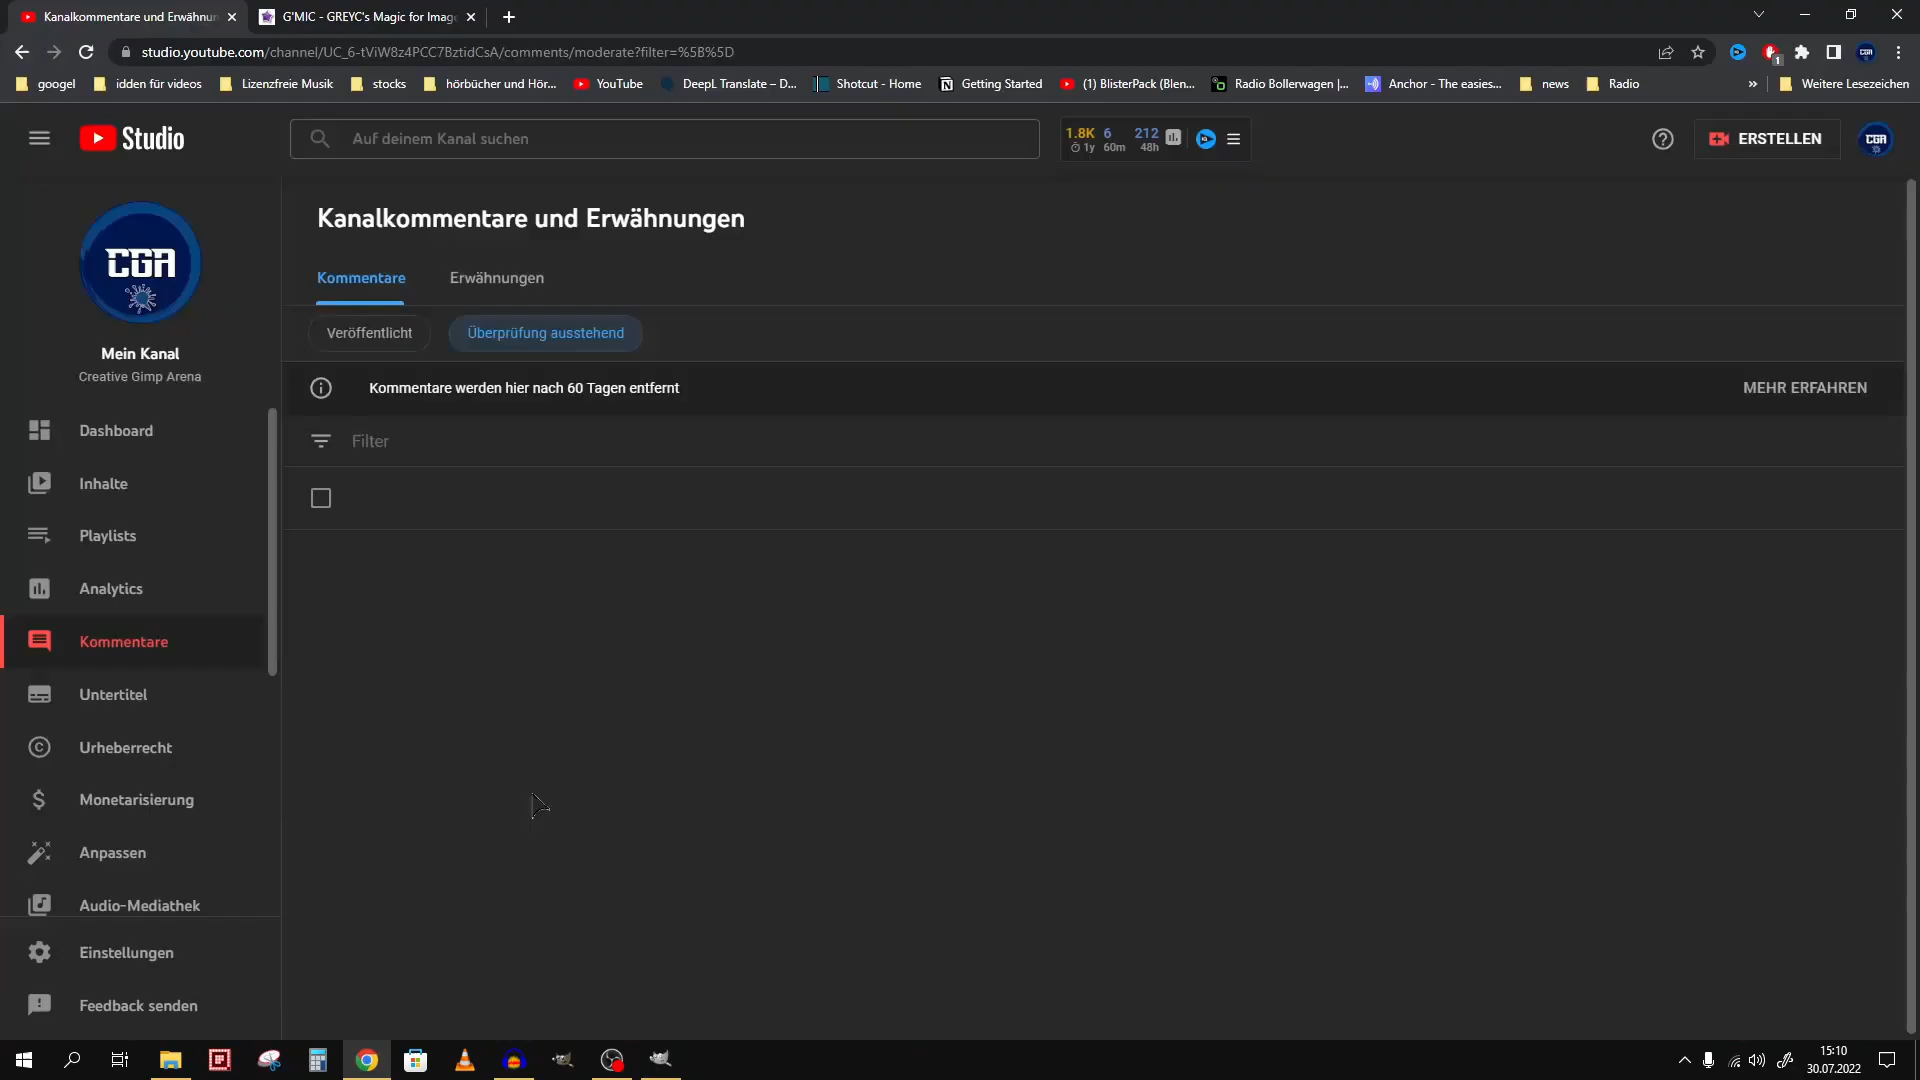 Kanalkommentare und Erwähnun
G'MIC - GREYC's Magic for Imag
studio.youtube.com/channel/UC_6-tViW8z4PCC7BztidCsA/comments/moderate?filter=%5B%5D
1
googel
idden für videos
Lizenzfreie Musik
stocks
hörbücher und Hör...
YouTube
DeepL Translate – D...
Shotcut - Home
Getting Started
(1) BlisterPack (Blen...
Radio Bollerwagen |...
Anchor - The easies...
news
Radio
»
Weitere Lesezeichen
Studio
Auf deinem Kanal suchen
1.8K 6 212
1y 60m 48h
ERSTELLEN
CGA
CGA
Mein Kanal
Creative Gimp Arena
Dashboard
Inhalte
Playlists
Analytics
Kommentare
Untertitel
Urheberrecht
Monetarisierung
Anpassen
Audio-Mediathek
Einstellungen
Feedback senden
Kanalkommentare und Erwähnungen
Kommentare
Erwähnungen
Veröffentlicht
Überprüfung ausstehend
Kommentare werden hier nach 60 Tagen entfernt
MEHR ERFAHREN
Filter
15:10
30.07.2022